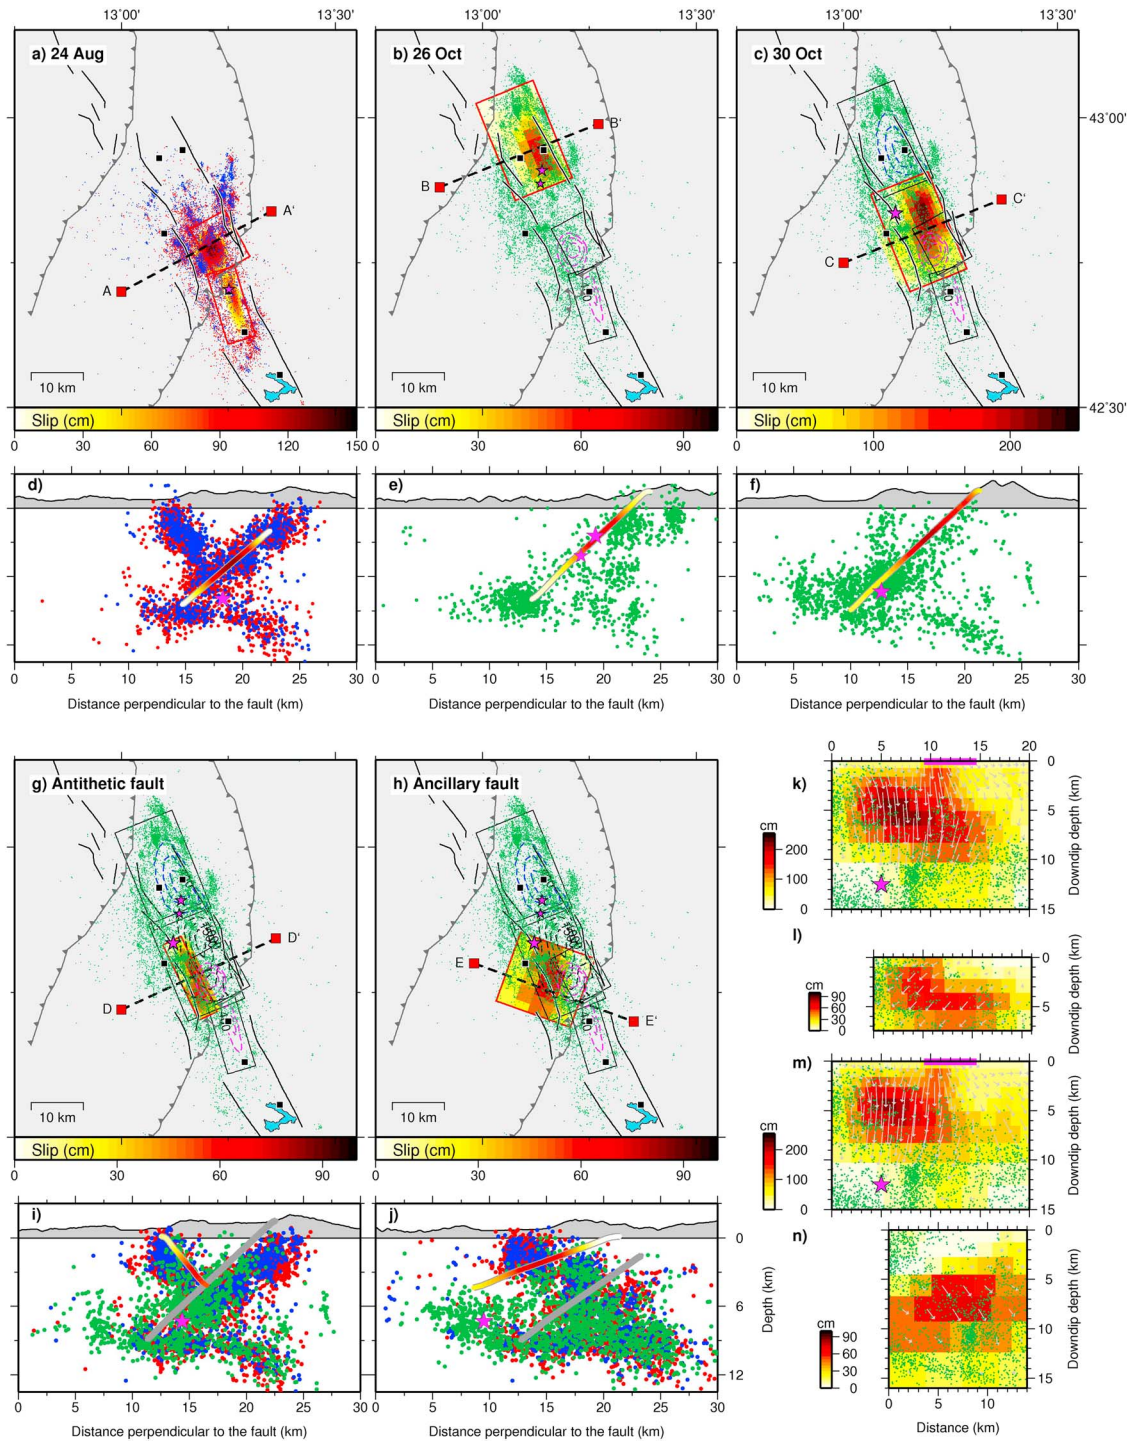 13˚00' 13˚30' 13˚00' 13˚30' 13˚00' 13˚30'
a) 24 Aug b) 26 Oct c) 30 Oct
43˚00'
A A'
B B'
C C'
10 km 10 km 10 km
42˚30'
Slip (cm) Slip (cm) Slip (cm)
0 30 60 90 120 150 0 30 60 90 0 100 200
d) e) f)
0 5 10 15 20 25 30 0 5 10 15 20 25 30 0 5 10 15 20 25 30
Distance perpendicular to the fault (km) Distance perpendicular to the fault (km) Distance perpendicular to the fault (km)
g) Antithetic fault h) Ancillary fault
D D'
E E'
10 km 10 km
Slip (cm) Slip (cm)
30 60 90 0 30 60 90
i) j)
0
6
12
Depth (km)
0 5 10 15 20 25 30 0 5 10 15 20 25 30
Distance perpendicular to the fault (km) Distance perpendicular to the fault (km)
0 5 10 15 20
k)
cm
200
100
0
0
5
10
15
Downdip depth (km)
l)
cm
90
60
30
0
0
5
Downdip depth (km)
m)
cm
200
100
0
0
5
10
15
Downdip depth (km)
n)
cm
90
60
30
0
0
5
10
15
Downdip depth (km)
0 5 10
Distance (km)